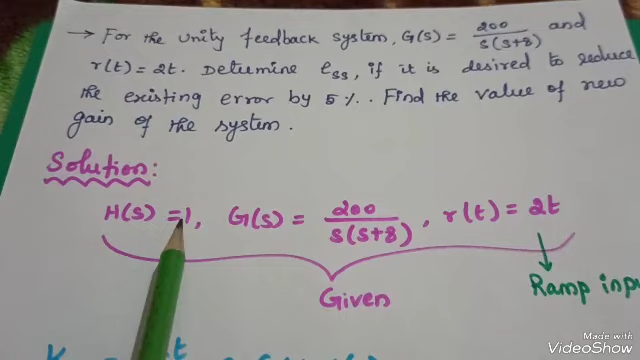 → For the unity feedback system, G(s) = 200 / s(s+8) and
r(t) = 2t. Determine ess, if it is desired to reduce
the existing error by 5%. Find the value of new
gain of the system.
Solution:
H(s) = 1, G(s) = 200 / s(s+8), r(t) = 2t
Given
Ramp inpu
Made With
VideoShow